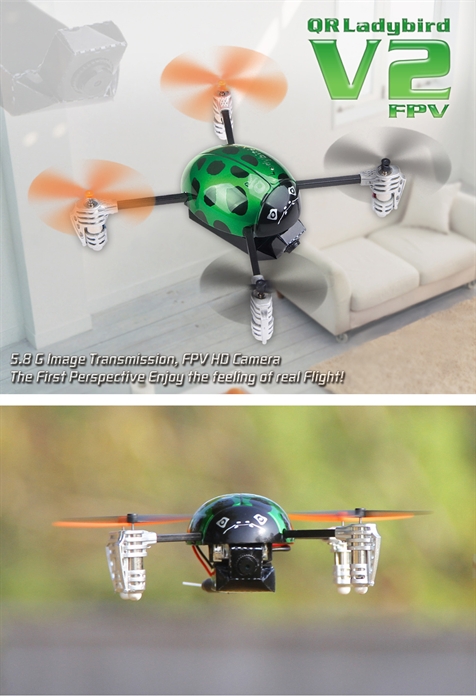 QR Ladybird
V2
FPV
5.8 G Image Transmission, FPV HD Camera
The First Perspective Enjoy the feeling of real Flight!